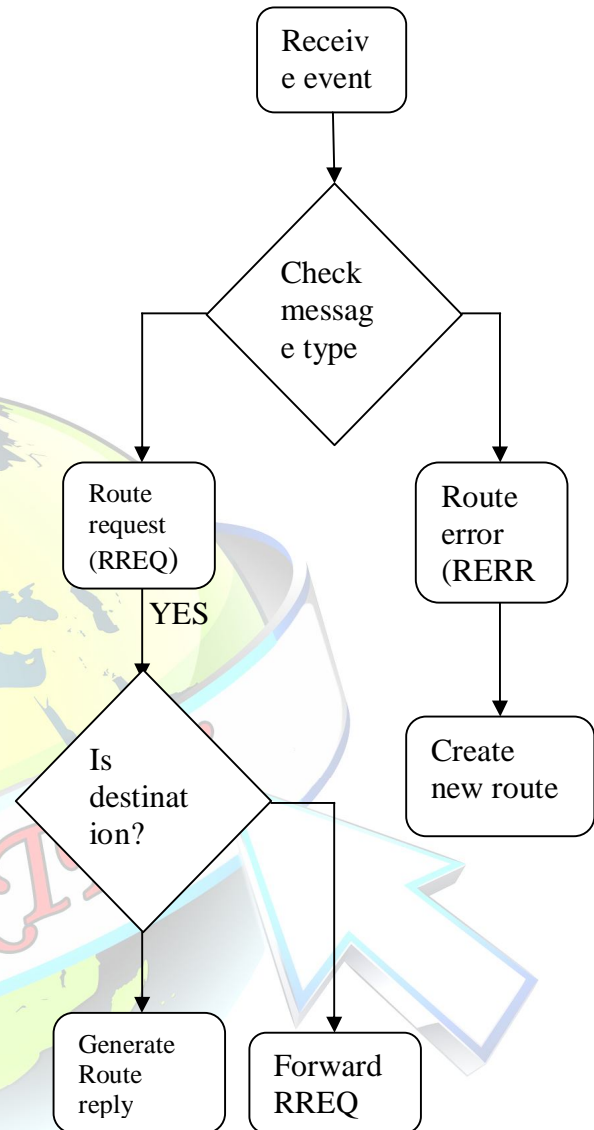 Receiv
e event
Check
messag
e type
Route
request
(RREQ)
Route
error
(RERR
YES
Is
destinat
ion?
Create
new route
Generate
Route
reply
Forward
RREQ